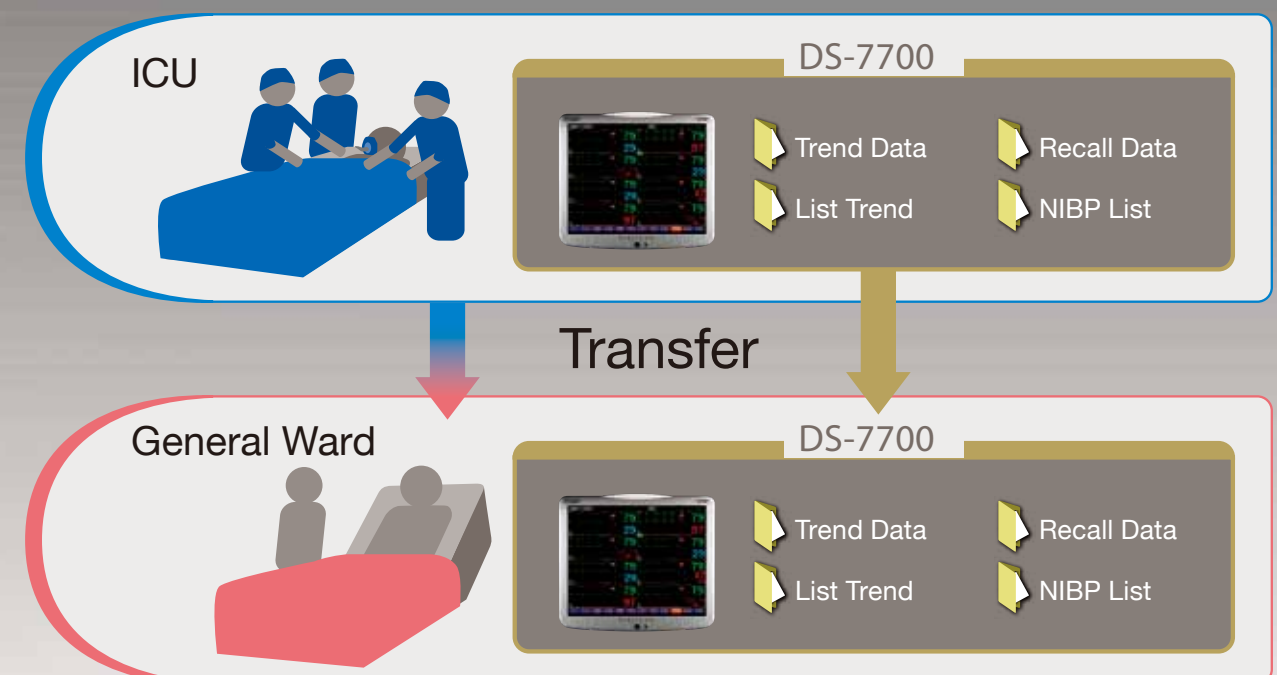 ICU
DS-7700
Trend Data
Recall Data
List Trend
NIBP List
Transfer
General Ward
DS-7700
Trend Data
Recall Data
List Trend
NIBP List